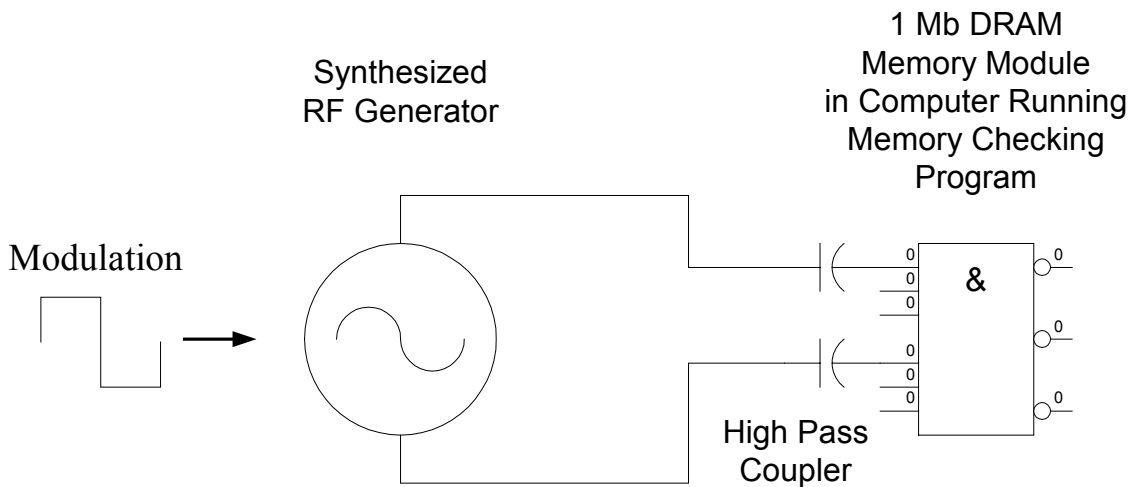 1 Mb DRAM
Memory Module
in Computer Running
Memory Checking
Program
Synthesized
RF Generator
Modulation
&
0
0
0
0
0
0
0
0
0
High Pass
Coupler